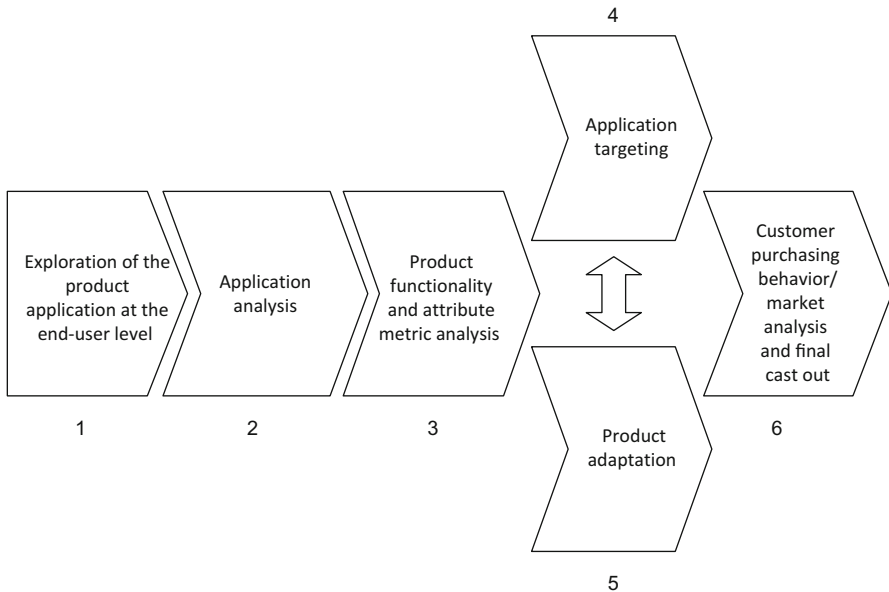 Exploration of the
product
application at the
end-user level
1
Application
analysis
2
Product
functionality
and attribute
metric analysis
3
4
Application
targeting
Product
adaptation
5
Customer
purchasing
behavior/
market
analysis
and final
cast out
6